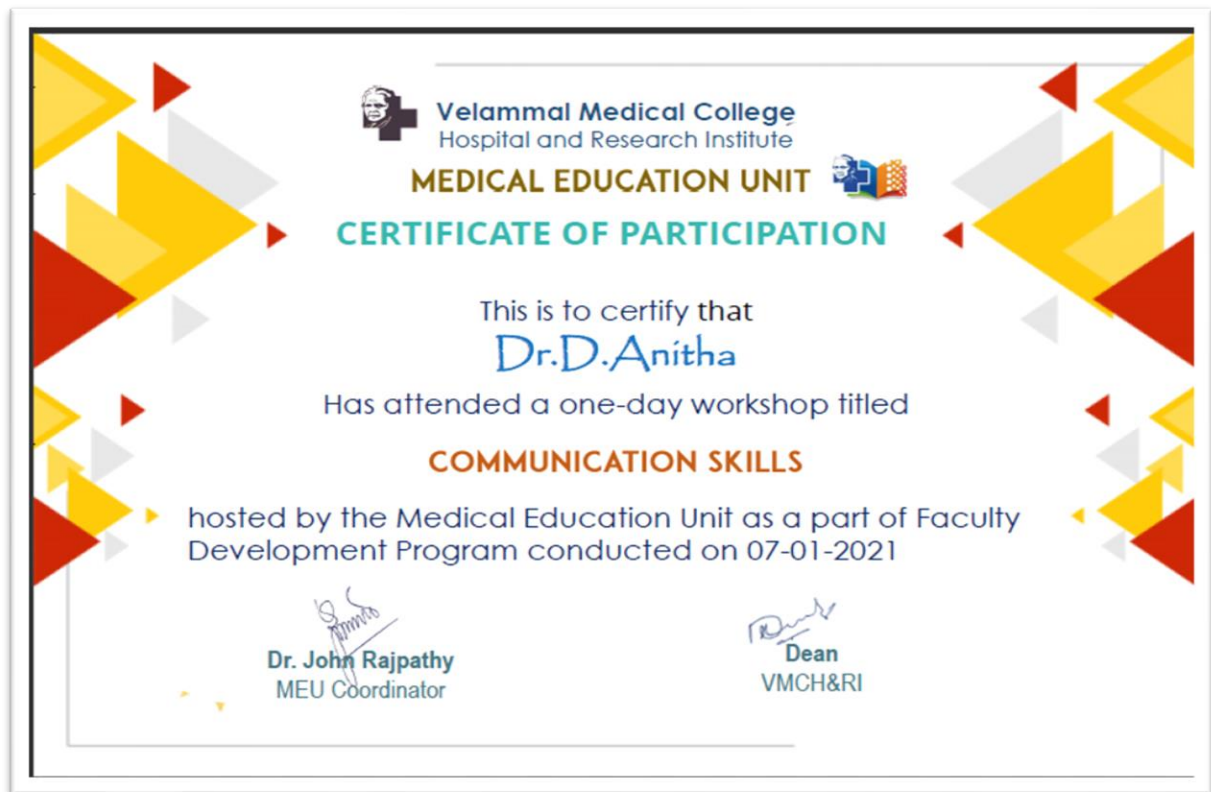 Velammal Medical College
Hospital and Research Institute
MEDICAL EDUCATION UNIT
CERTIFICATE OF PARTICIPATION
This is to certify that
Dr.D.Anitha
Has attended a one-day workshop titled
COMMUNICATION SKILLS
hosted by the Medical Education Unit as a part of Faculty
Development Program conducted on 07-01-2021
Dr. John Rajpathy
MEU Coordinator
Dean
VMCH&RI